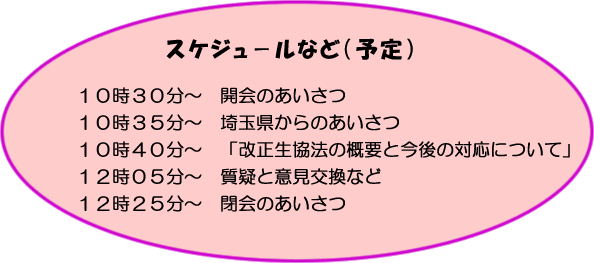 スケジュールなど（予定）
１０時３０分～　開会のあいさつ
１０時３５分～　埼玉県からのあいさつ
１０時４０分～　「改正生協法の概要と今後の対応について」
１２時０５分～　質疑と意見交換など
１２時２５分～　閉会のあいさつ